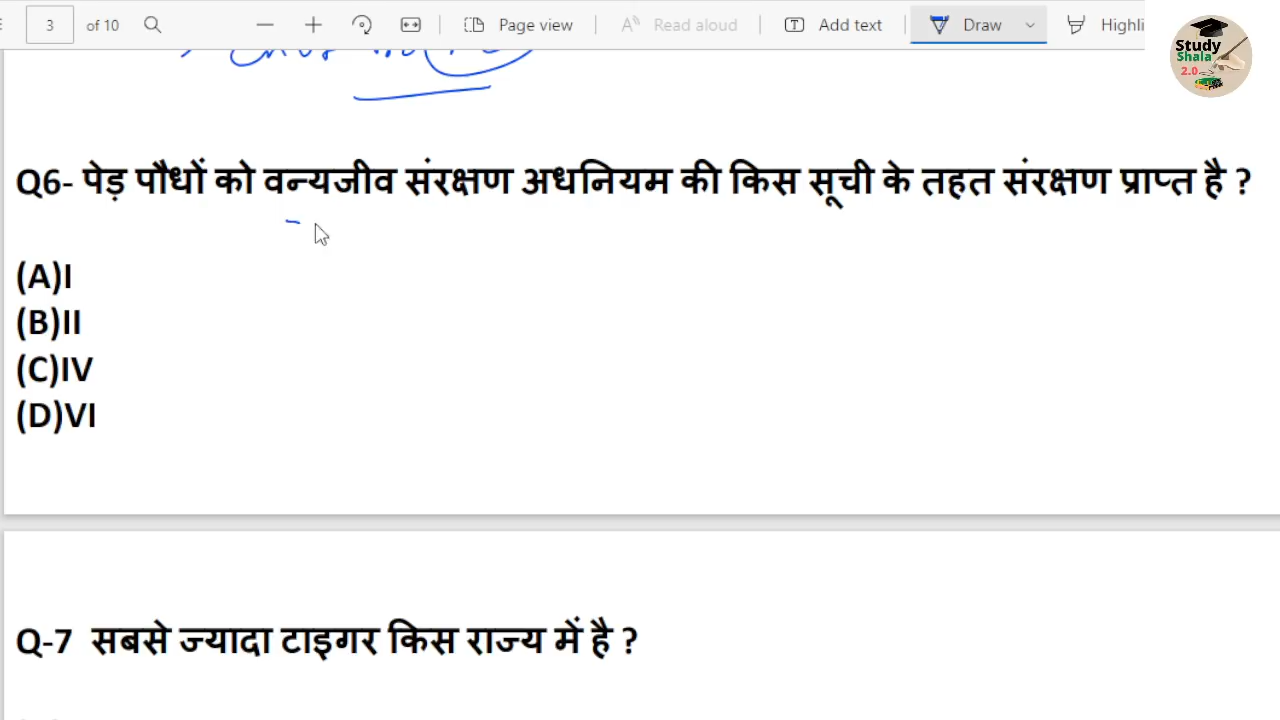 3 of 10 Page view Read aloud Add text Draw Highli
Study
Shala
2.0
Q6- पेड़ पौधों को वन्यजीव संरक्षण अधनियम की किस सूची के तहत संरक्षण प्राप्त है ?
(A)I
(B)II
(C)IV
(D)VI
Q-7 सबसे ज्यादा टाइगर किस राज्य में है ?